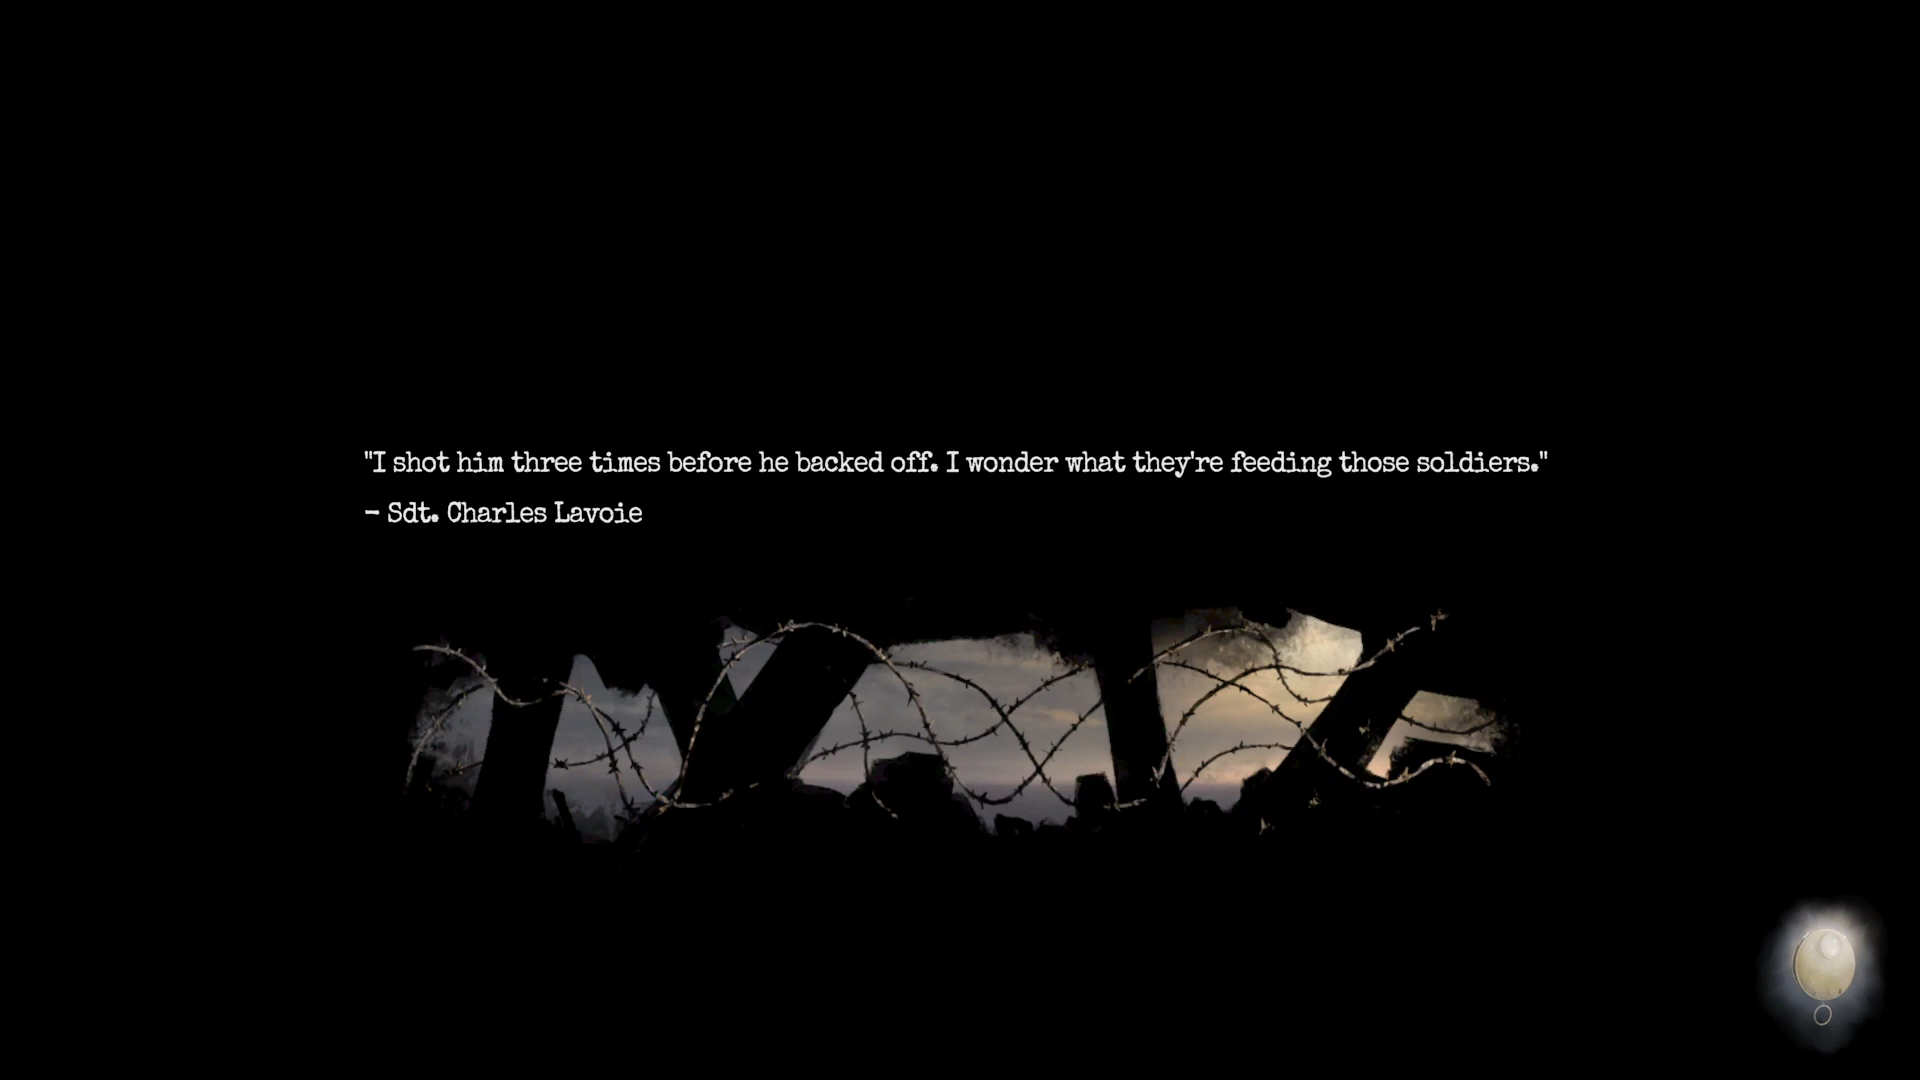 "I shot him three times before he backed off. I wonder what they're feeding those soldiers."
- Sdt. Charles Lavoie